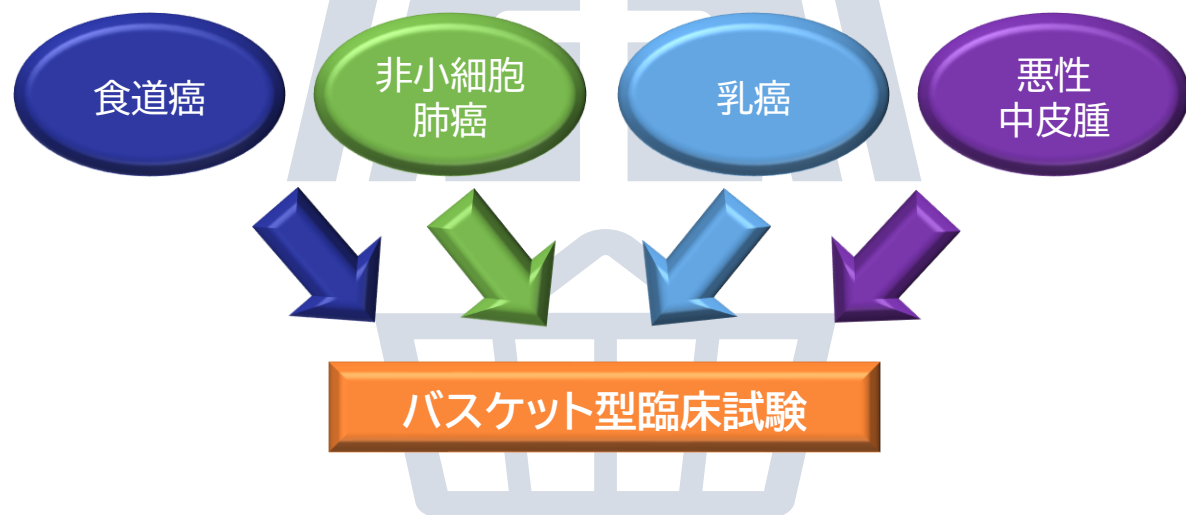 食道癌
非小細胞
肺癌
乳癌
悪性
中皮腫
バスケット型臨床試験